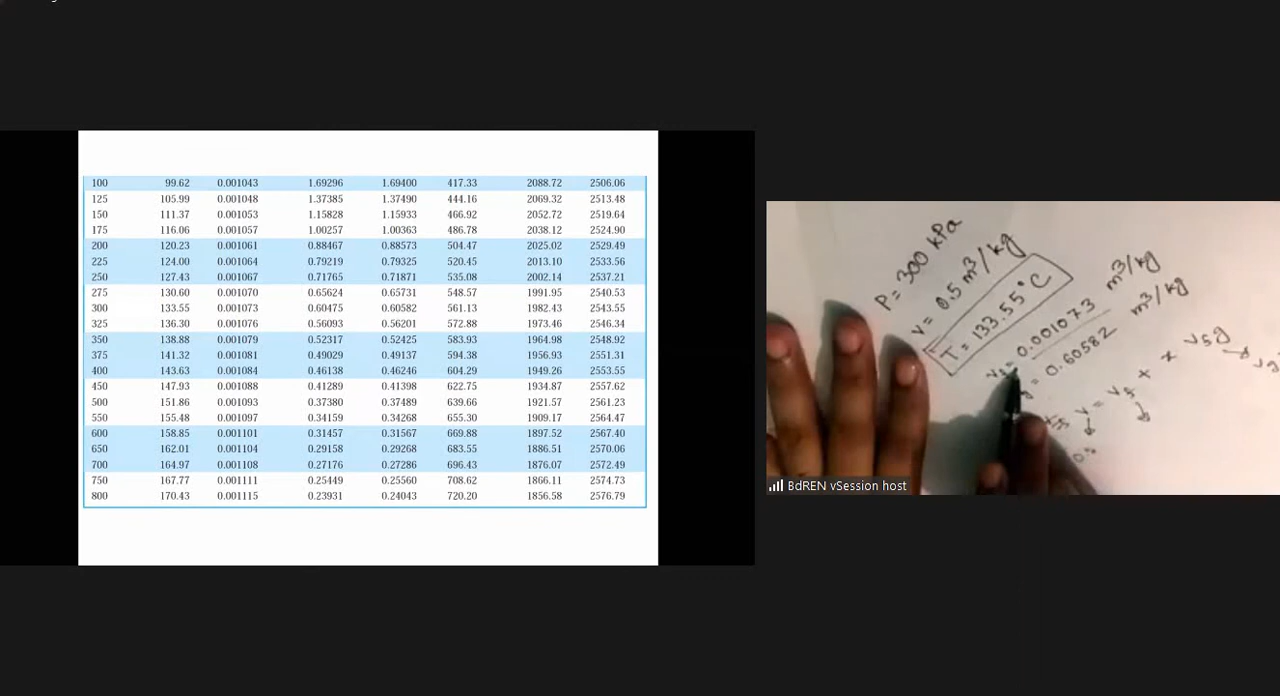 100 99.62 0.001043 1.69296 1.69400 417.33 2088.72 2506.06
125 105.99 0.001048 1.37385 1.37490 444.16 2069.32 2513.48
150 111.37 0.001053 1.15828 1.15933 466.92 2052.72 2519.64
175 116.06 0.001057 1.00257 1.00363 486.78 2038.12 2524.90
200 120.23 0.001061 0.88467 0.88573 504.47 2025.02 2529.49
225 124.00 0.001064 0.79219 0.79325 520.45 2013.10 2533.56
250 127.43 0.001067 0.71765 0.71871 535.08 2002.14 2537.21
275 130.60 0.001070 0.65624 0.65731 548.57 1991.95 2540.53
300 133.55 0.001073 0.60475 0.60582 561.13 1982.43 2543.55
325 136.30 0.001076 0.56093 0.56201 572.88 1973.46 2546.34
350 138.88 0.001079 0.52317 0.52425 583.93 1964.98 2548.92
375 141.32 0.001081 0.49029 0.49137 594.38 1956.93 2551.31
400 143.63 0.001084 0.46138 0.46246 604.29 1949.26 2553.55
450 147.93 0.001088 0.41289 0.41398 622.75 1934.87 2557.62
500 151.86 0.001093 0.37380 0.37489 639.66 1921.57 2561.23
550 155.48 0.001097 0.34159 0.34268 655.30 1909.17 2564.47
600 158.85 0.001101 0.31457 0.31567 669.88 1897.52 2567.40
650 162.01 0.001104 0.29158 0.29268 683.55 1886.51 2570.06
700 164.97 0.001108 0.27176 0.27286 696.43 1876.07 2572.49
750 167.77 0.001111 0.25449 0.25560 708.62 1866.11 2574.73
800 170.43 0.001115 0.23931 0.24043 720.20 1856.58 2576.79
P = 300 kPa
v = 0.5 m³/kg
T = 133.55°C
= 0.001073 m³/kg
= 0.60582 m³/kg
v = vf + x vfg
BdREN vSession host